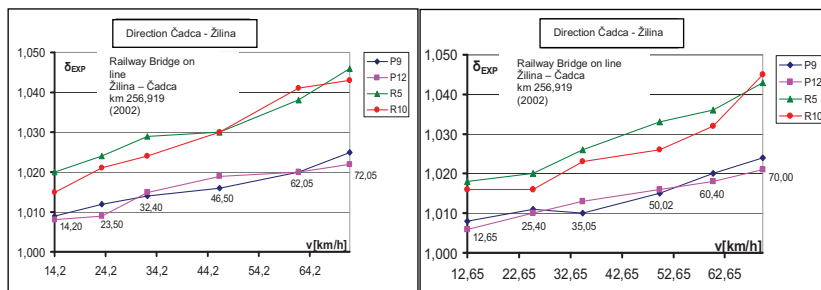 Direction Čadca - Žilina
1,050
δEXP
Railway Bridge on
line
Žilina – Čadca
km 256,919
(2002)
1,040
1,030
1,020
1,010
1,000
14,20
23,50
32,40
46,50
62,05
72,05
v[km/h]
14,2
24,2
34,2
44,2
54,2
64,2
P9
P12
R5
R10
Direction Čadca - Žilina
1,050
δEXP
Railway Bridge on line
Žilina – Čadca
km 256,919
(2002)
1,040
1,030
1,020
1,010
1,000
12,65
25,40
35,05
50,02
60,40
70,00
v[km/h]
12,65
22,65
32,65
42,65
52,65
62,65
P9
P12
R5
R10